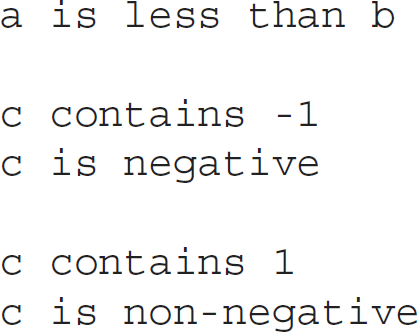 a is less than b

c contains -1
c is negative

c contains 1
c is non-negative